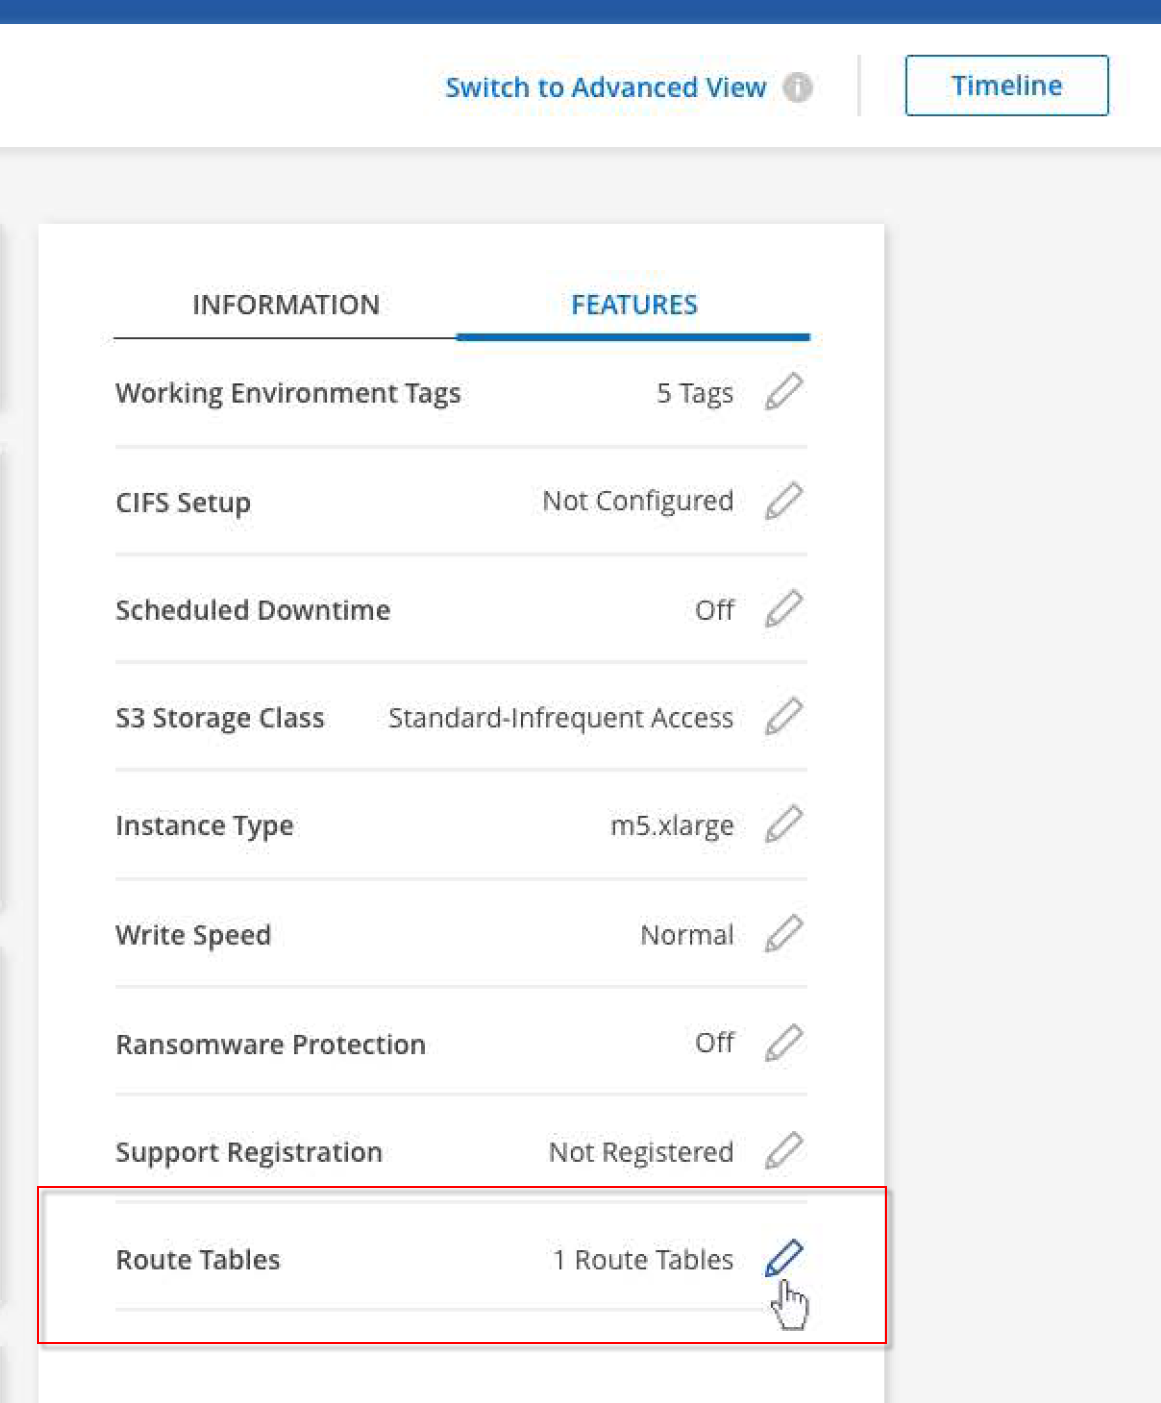 Switch to Advanced View
Timeline
INFORMATION FEATURES
Working Environment Tags 5 Tags
CIFS Setup Not Configured
Scheduled Downtime Off
S3 Storage Class Standard-Infrequent Access
Instance Type m5.xlarge
Write Speed Normal
Ransomware Protection Off
Support Registration Not Registered
Route Tables 1 Route Tables